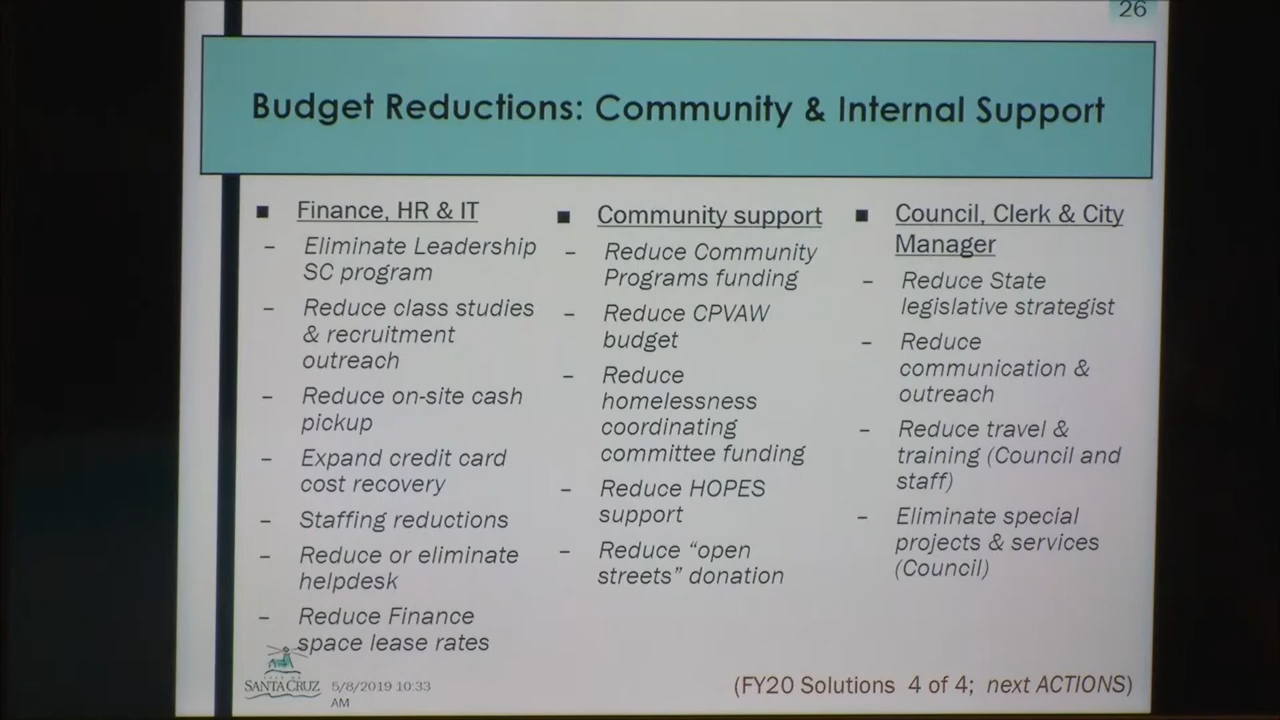 26
Budget Reductions: Community & Internal Support
■ Finance, HR & IT
– Eliminate Leadership
SC program
– Reduce class studies
& recruitment
outreach
– Reduce on-site cash
pickup
– Expand credit card
cost recovery
– Staffing reductions
– Reduce or eliminate
helpdesk
– Reduce Finance
space lease rates
■ Community support
– Reduce Community
Programs funding
– Reduce CPVAW
budget
– Reduce
homelessness
coordinating
committee funding
– Reduce HOPES
support
– Reduce “open
streets” donation
■ Council, Clerk & City
Manager
– Reduce State
legislative strategist
– Reduce
communication &
outreach
– Reduce travel &
training (Council and
staff)
– Eliminate special
projects & services
(Council)
SANTA CRUZ
5/8/2019 10:33
AM
(FY20 Solutions 4 of 4; next ACTIONS)